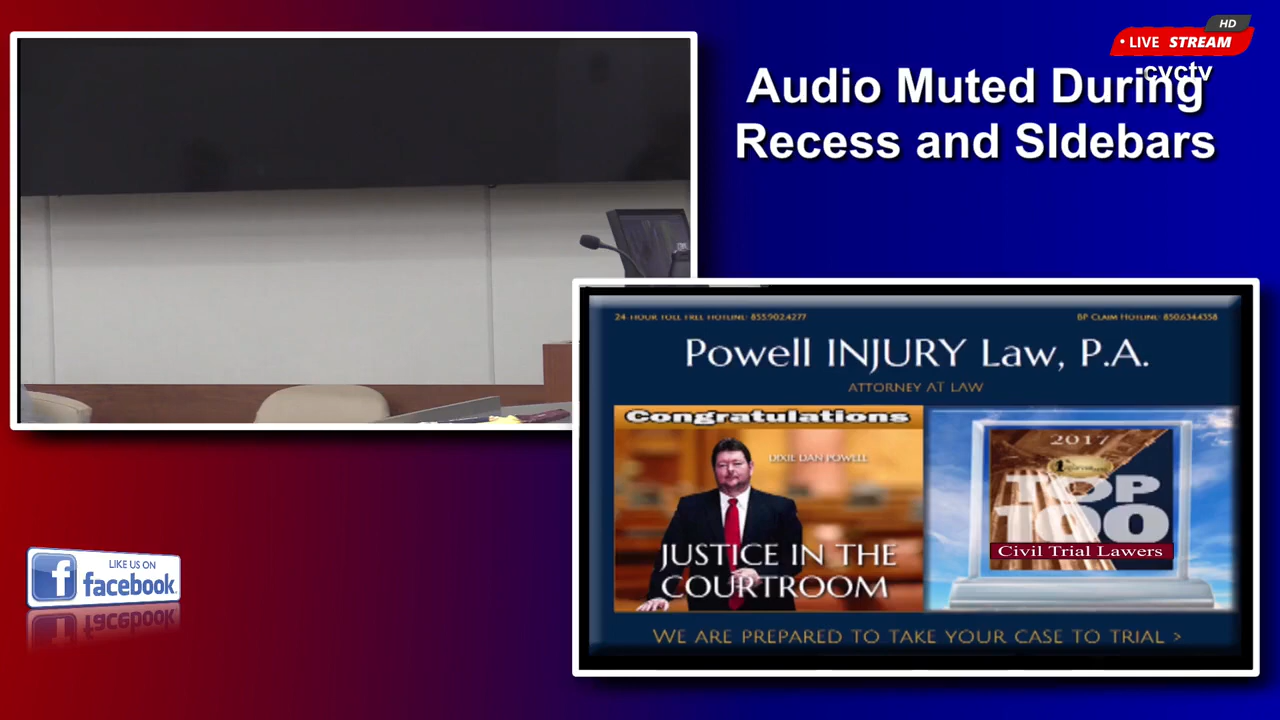 HD
• LIVE STREAM
cyctv
Audio Muted During
Recess and SIdebars
24-Hour Toll Free Hotline: 855.902.4277
BP Claim Hotline: 850.634.4358
Powell INJURY Law, P.A.
ATTORNEY AT LAW
Congratulations
DIXIE DAN POWELL
JUSTICE IN THE
COURTROOM
2017
TOP
100
Civil Trial Lawers
WE ARE PREPARED TO TAKE YOUR CASE TO TRIAL >
LIKE US ON
facebook.